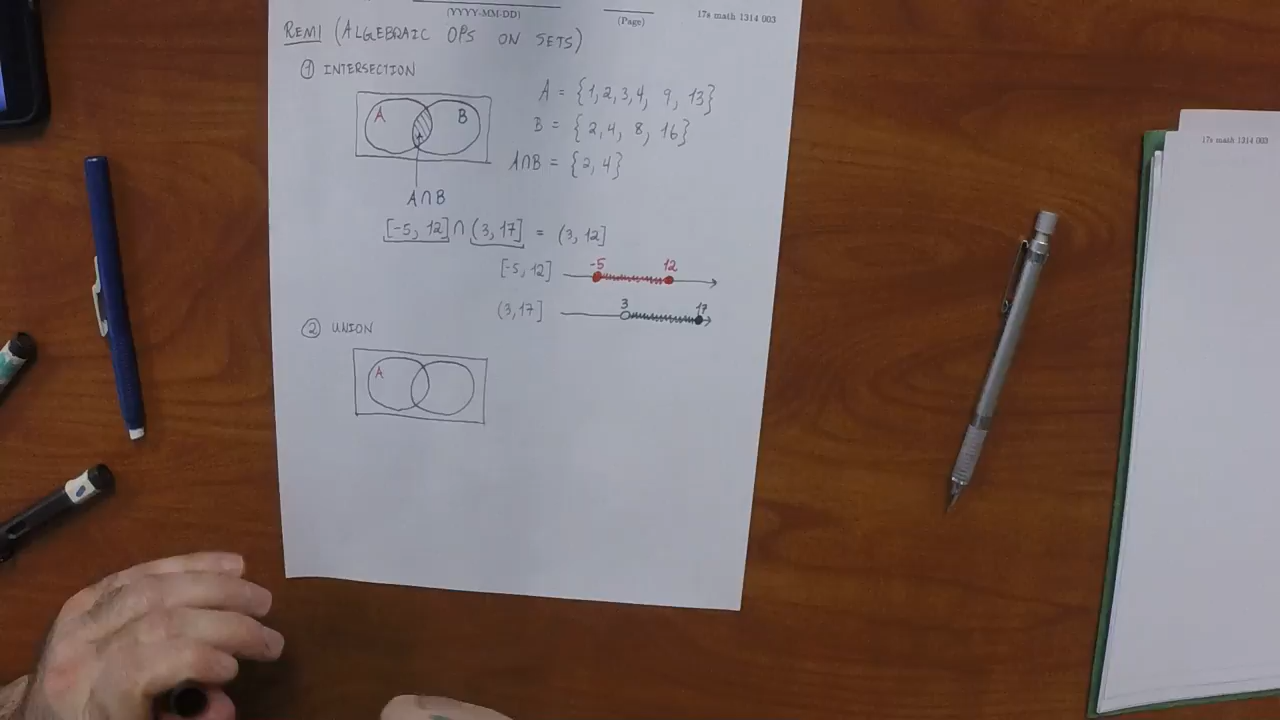 (YYYY-MM-DD)
(Page)
17s math 1314 003
REM1 (ALGEBRAIC OPS ON SETS)
① INTERSECTION
A B
A∩B
A = {1, 2, 3, 4, 9, 13}
B = {2, 4, 8, 16}
A∩B = {2, 4}
[-5, 12] ∩ (3, 17] = (3, 12]
[-5, 12] -5 12
(3, 17] 3 17
② UNION
A
17s math 1314 003